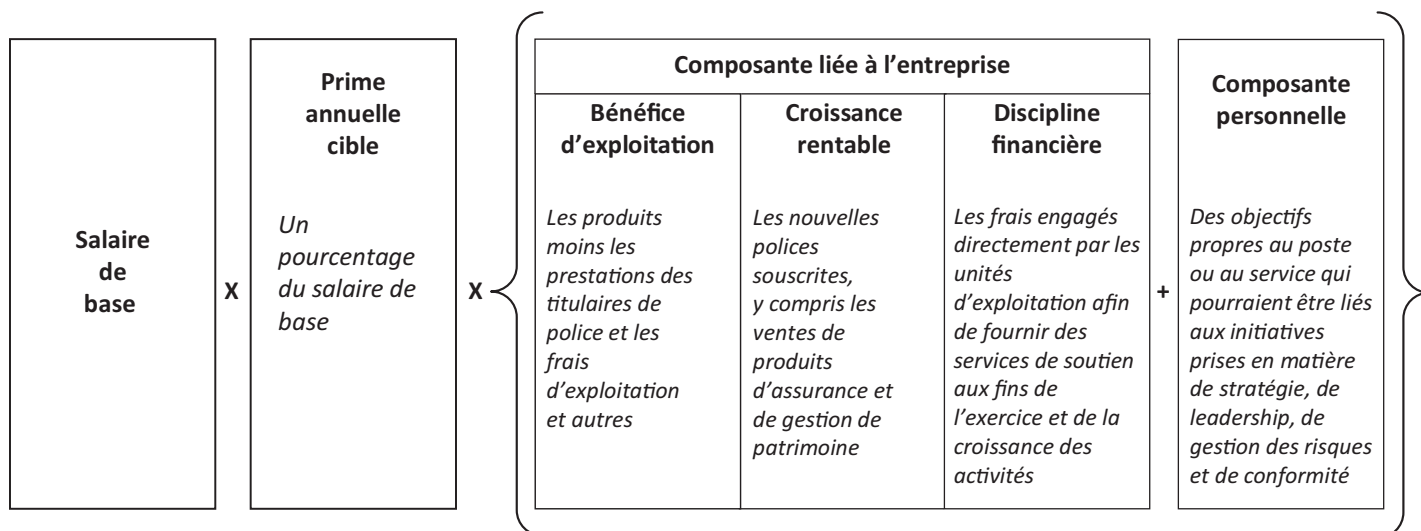 Salaire
de
base
X
Prime
annuelle
cible
Un
pourcentage
du salaire de
base
X
Composante liée à l’entreprise
Bénéfice
d’exploitation
Les produits
moins les
prestations des
titulaires de
police et les
frais
d’exploitation
et autres
Croissance
rentable
Les nouvelles
polices
souscrites,
y compris les
ventes de
produits
d’assurance et
de gestion de
patrimoine
Discipline
financière
Les frais engagés
directement par les
unités
d’exploitation afin
de fournir des
services de soutien
aux fins de
l’exercice et de la
croissance des
activités
+
Composante
personnelle
Des objectifs
propres au poste
ou au service qui
pourraient être liés
aux initiatives
prises en matière
de stratégie, de
leadership, de
gestion des risques
et de conformité